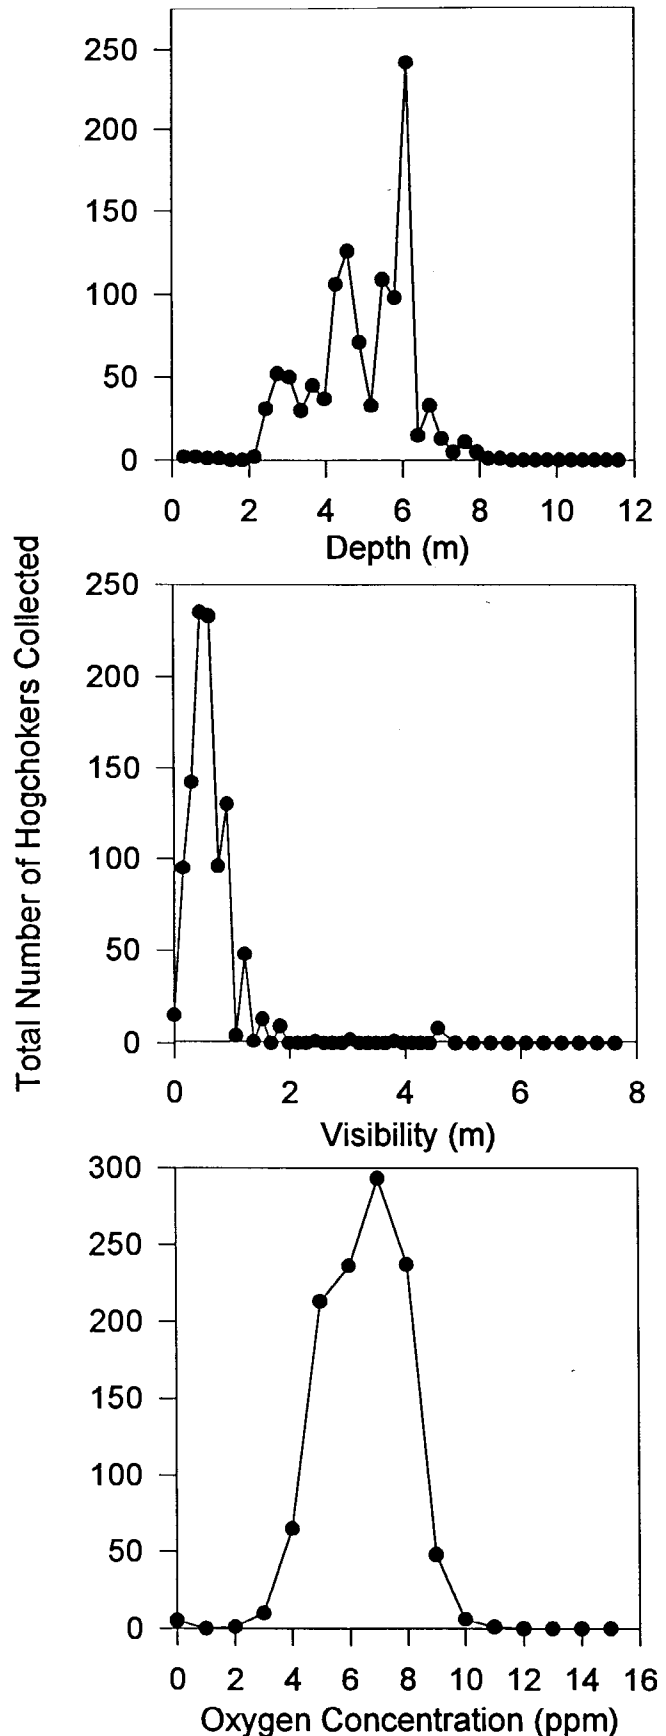 250
200
150
100
50
0
0 2 4 6 8 10 12
Depth (m)
Total Number of Hogchokers Collected
250
200
150
100
50
0
0 2 4 6 8
Visibility (m)
300
250
200
150
100
50
0
0 2 4 6 8 10 12 14 16
Oxygen Concentration (ppm)